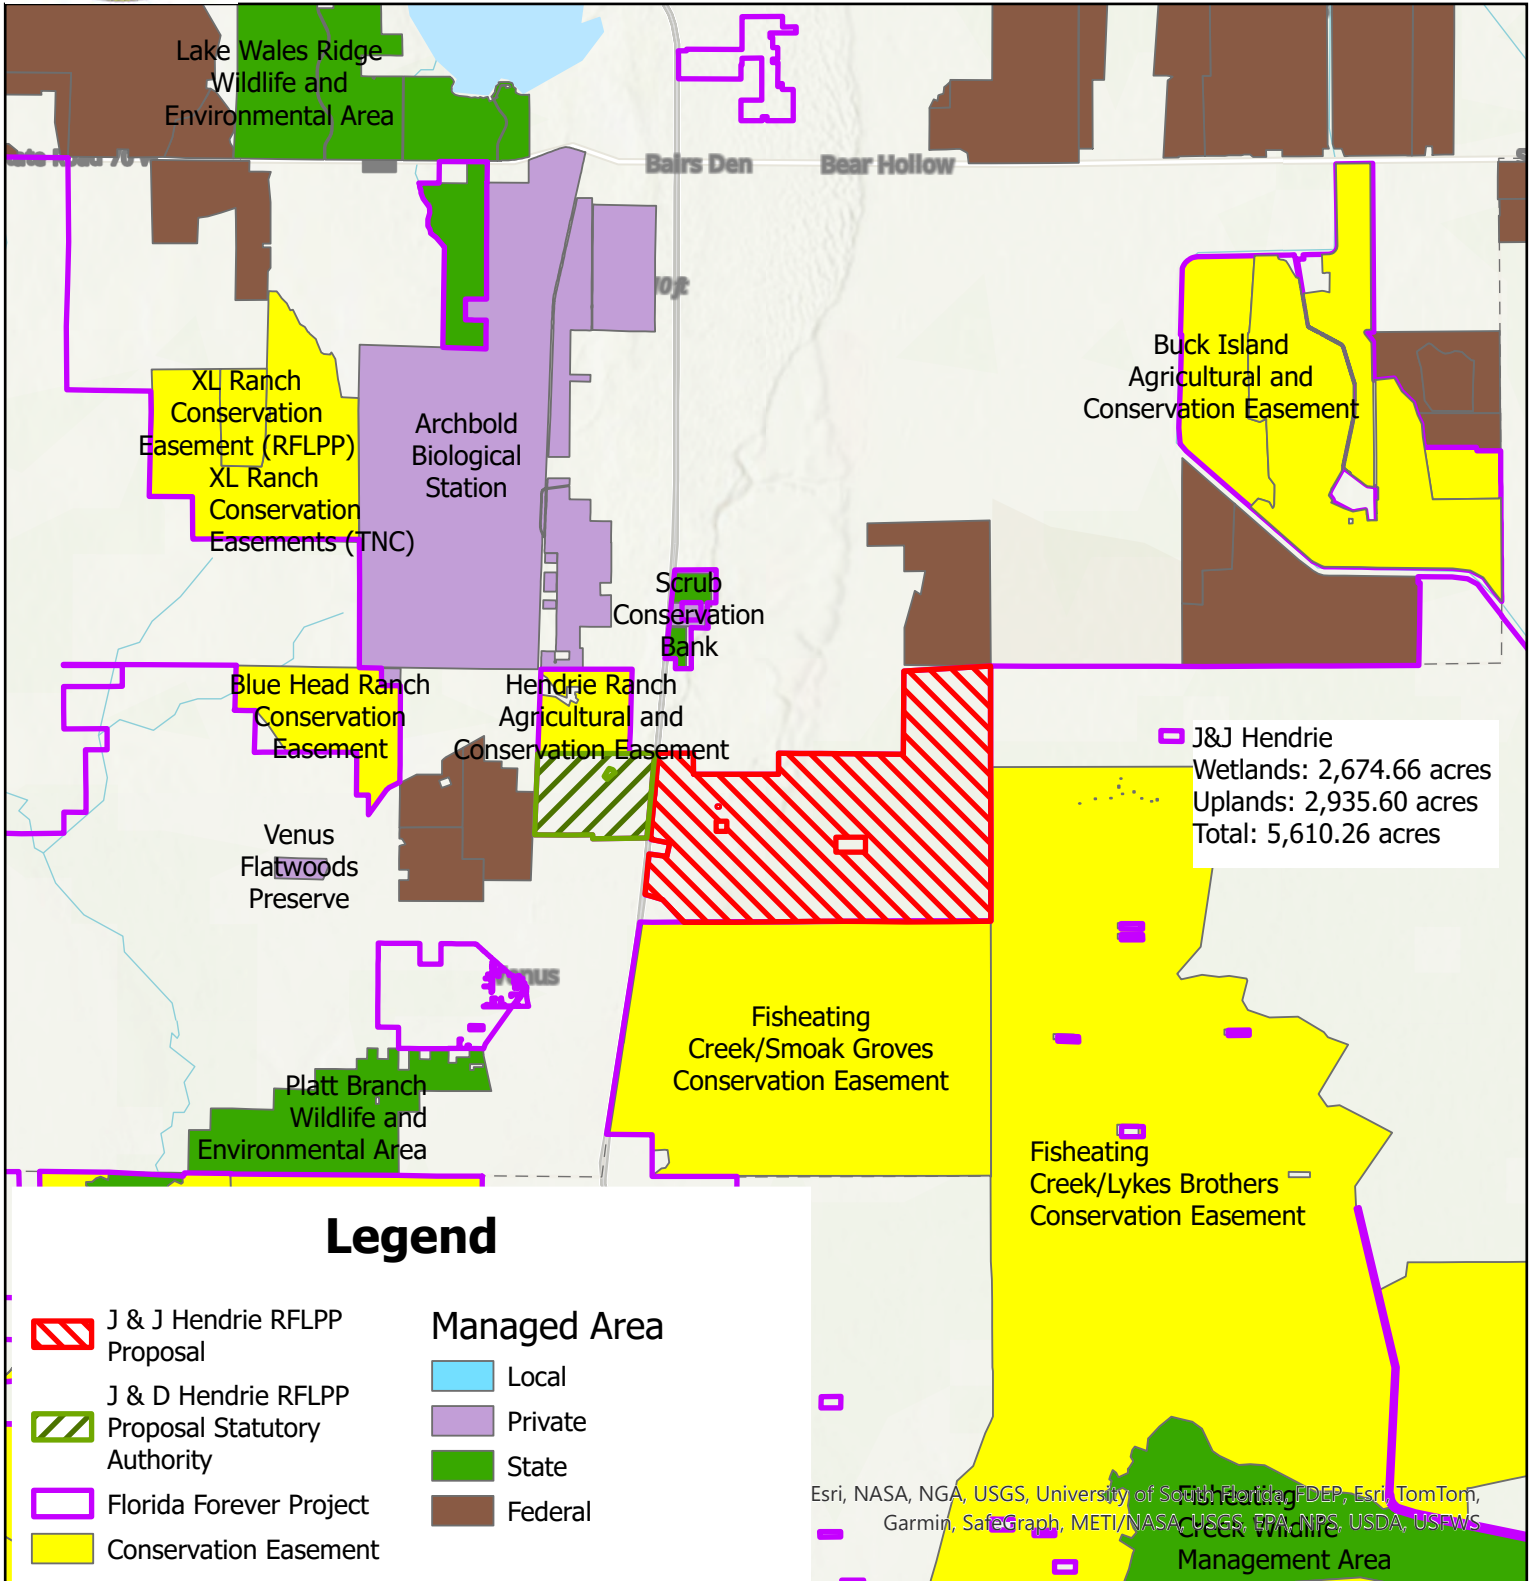 Lake Wales Ridge
Wildlife and
Environmental Area
Bairs Den
Bear Hollow
XL Ranch
Conservation
Easement (RFLPP)
XL Ranch
Conservation
Easements (TNC)
Archbold
Biological
Station
Buck Island
Agricultural and
Conservation Easement
Scrub
Conservation
Bank
Blue Head Ranch
Conservation
Easement
Hendrie Ranch
Agricultural and
Conservation Easement
J&J Hendrie
Wetlands: 2,674.66 acres
Uplands: 2,935.60 acres
Total: 5,610.26 acres
Venus
Flatwoods
Preserve
Venus
Fisheating
Creek/Smoak Groves
Conservation Easement
Platt Branch
Wildlife and
Environmental Area
Fisheating
Creek/Lykes Brothers
Conservation Easement
Legend
J & J Hendrie RFLPP
Proposal
J & D Hendrie RFLPP
Proposal Statutory
Authority
Florida Forever Project
Conservation Easement
Managed Area
Local
Private
State
Federal
Esri, NASA, NGA, USGS, University of South Florida, FDEP, Esri, TomTom,
Garmin, SafeGraph, METI/NASA, USGS, EPA, NPS, USDA, USFWS
Fisheating
Creek Wildlife
Management Area